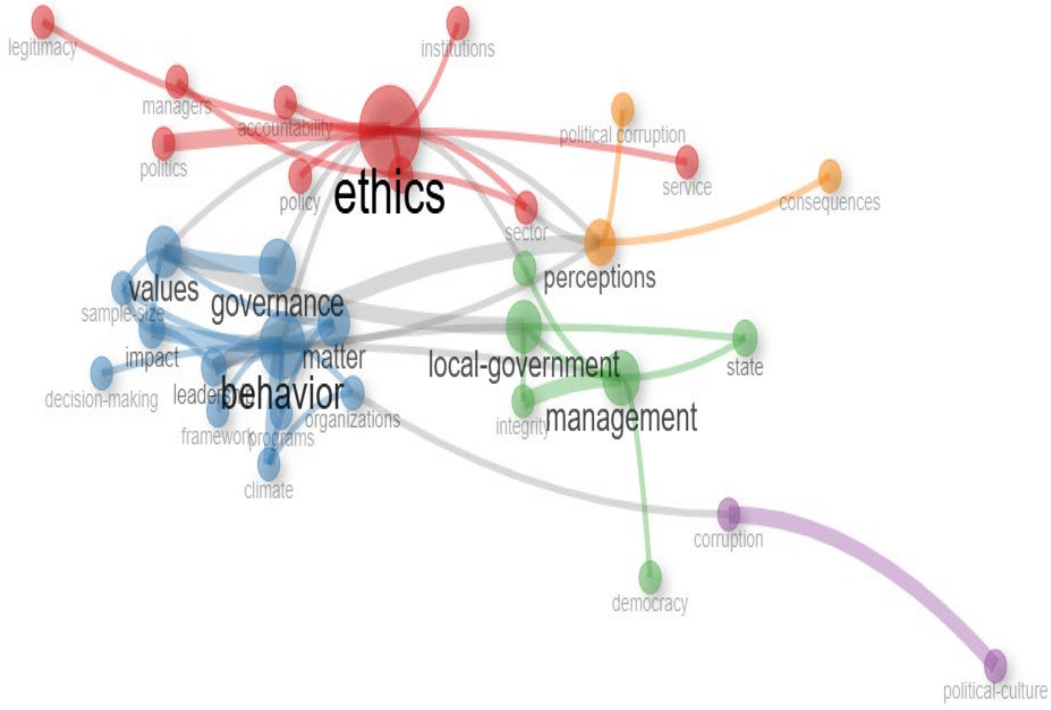 legitimacy
institutions
managers
accountability
political corruption
politics
service
policy
ethics
consequences
sector
perceptions
values
governance
sample-size
impact
matter
local-government
state
decision-making
leadership
behavior
organizations
integrity
management
framework
programs
climate
corruption
democracy
political-culture